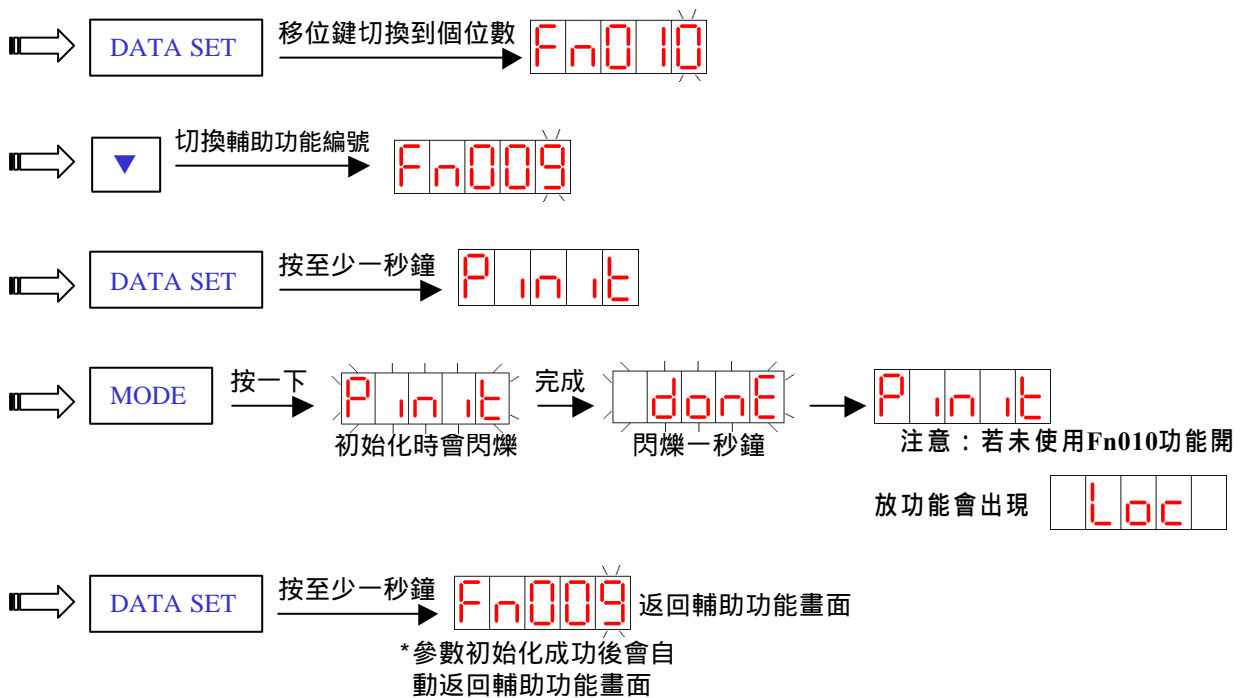 DATA SET 移位鍵切換到個位數 Fn010
▼ 切換輔助功能編號 Fn009
DATA SET 按至少一秒鐘 P init
MODE 按一下 P init 完成 donE P init
初始化時會閃爍 閃爍一秒鐘 注意：若未使用Fn010功能開
放功能會出現 Loc
DATA SET 按至少一秒鐘 Fn009 返回輔助功能畫面
*參數初始化成功後會自
動返回輔助功能畫面